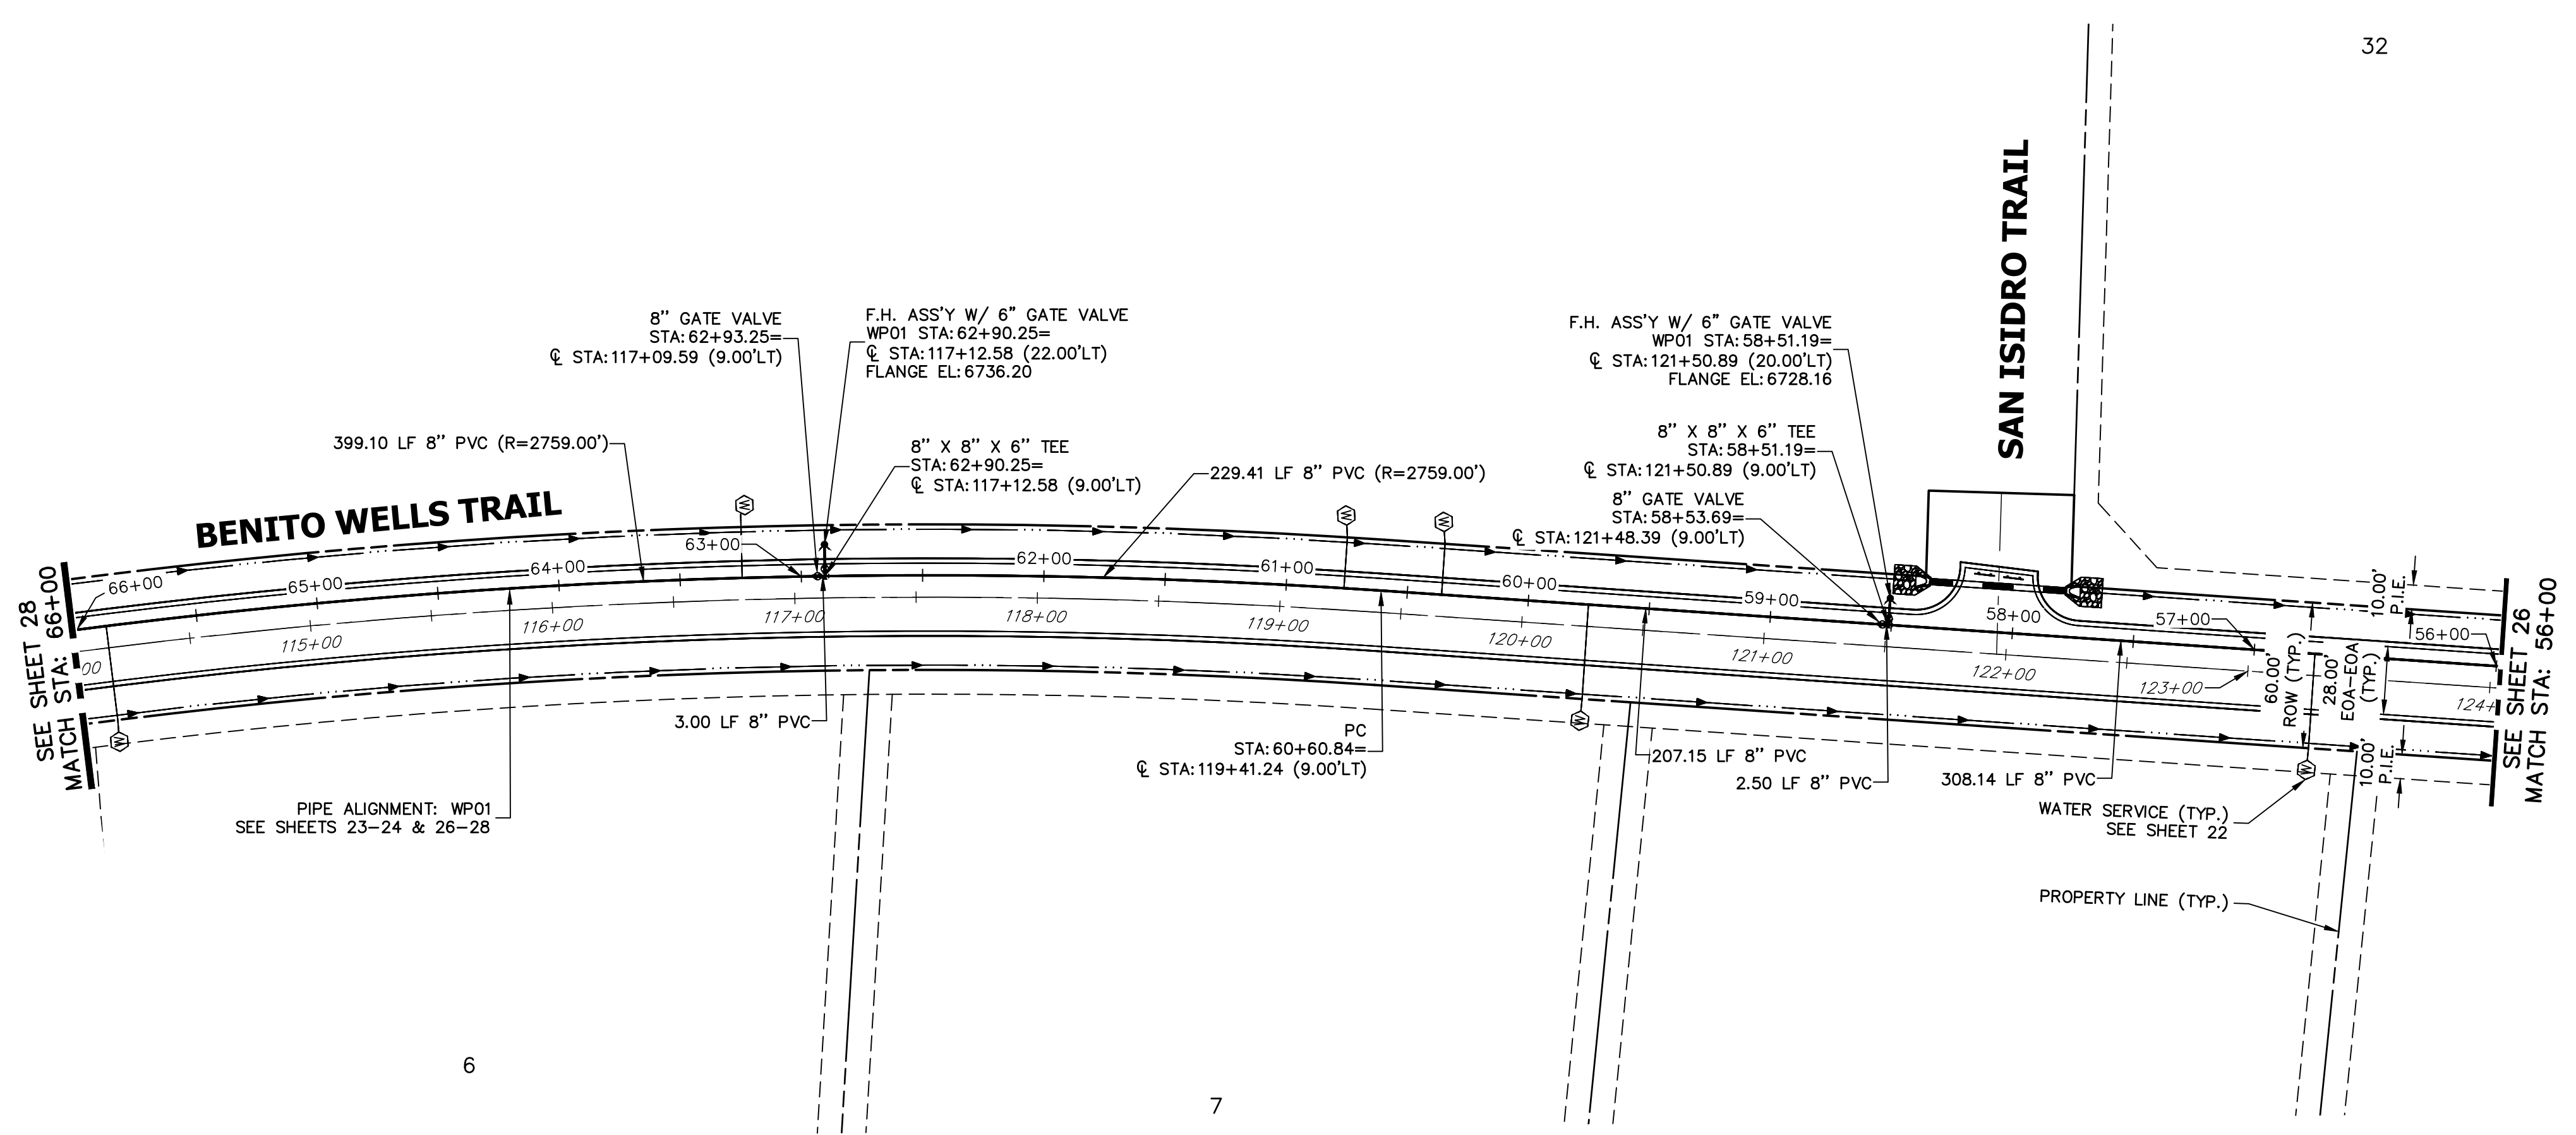 32
SAN ISIDRO TRAIL
8" GATE VALVE
STA:62+93.25=
℄ STA:117+09.59 (9.00'LT)
F.H. ASS'Y W/ 6" GATE VALVE
WP01 STA:62+90.25=
℄ STA:117+12.58 (22.00'LT)
FLANGE EL:6736.20
F.H. ASS'Y W/ 6" GATE VALVE
WP01 STA:58+51.19=
℄ STA:121+50.89 (20.00'LT)
FLANGE EL:6728.16
399.10 LF 8" PVC (R=2759.00')
8" X 8" X 6" TEE
STA:62+90.25=
℄ STA:117+12.58 (9.00'LT)
229.41 LF 8" PVC (R=2759.00')
8" X 8" X 6" TEE
STA:58+51.19=
℄ STA:121+50.89 (9.00'LT)
8" GATE VALVE
STA:58+53.69=
℄ STA:121+48.39 (9.00'LT)
BENITO WELLS TRAIL
W
W
W
SEE SHEET 28
MATCH STA: 66+00
66+00
65+00
64+00
63+00
62+00
61+00
60+00
59+00
58+00
57+00
56+00
00
115+00
116+00
117+00
118+00
119+00
120+00
121+00
122+00
123+00
124+
10.00'
P.I.E.
60.00'
ROW (TYP.)
28.00'
EOA-EOA
(TYP.)
10.00'
P.I.E.
SEE SHEET 26
MATCH STA: 56+00
W
W
W
3.00 LF 8" PVC
PC
STA:60+60.84=
℄ STA:119+41.24 (9.00'LT)
207.15 LF 8" PVC
2.50 LF 8" PVC
308.14 LF 8" PVC
PIPE ALIGNMENT: WP01
SEE SHEETS 23-24 & 26-28
WATER SERVICE (TYP.)
SEE SHEET 22
PROPERTY LINE (TYP.)
6
7